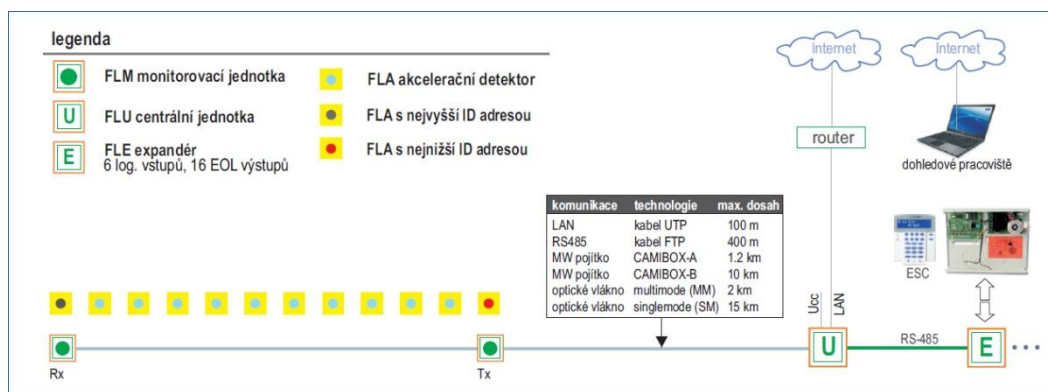 legenda
FLM monitorovací jednotka
U
FLU centrální jednotka
E
FLE expandér
6 log. vstupů, 16 EOL výstupů
FLA akcelerační detektor
FLA s nejvyšší ID adresou
FLA s nejnižší ID adresou
Internet
Internet
router
dohledové pracoviště
komunikace technologie max. dosah
LAN kabel UTP 100 m
RS485 kabel FTP 400 m
MW pojítko CAMIBOX-A 1.2 km
MW pojítko CAMIBOX-B 10 km
optické vlákno multimode (MM) 2 km
optické vlákno singlemode (SM) 15 km
ESC
Ucc
LAN
Rx
Tx
U
RS-485
E